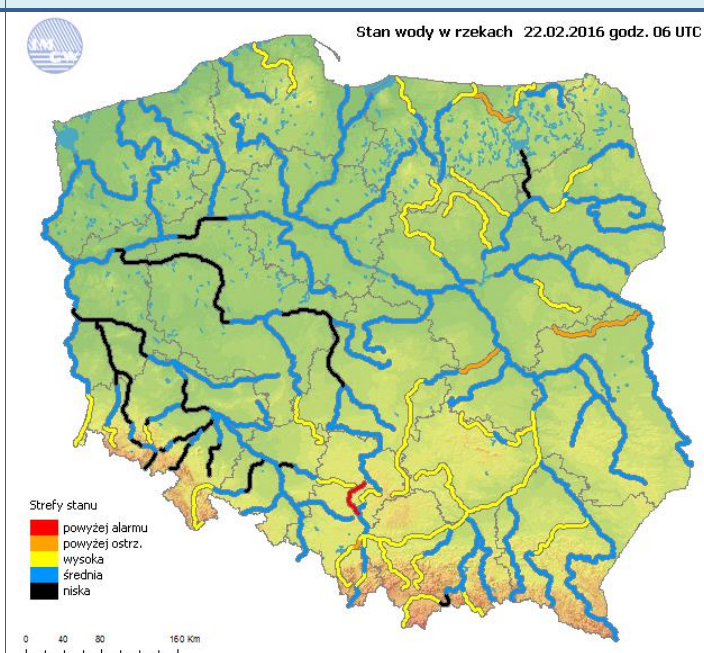 Stan wody w rzekach 22.02.2016 godz. 06 UTC
Strefy stanu
powyżej alarmu
powyżej ostrz.
wysoka
średnia
niska
0 40 80 160 Km